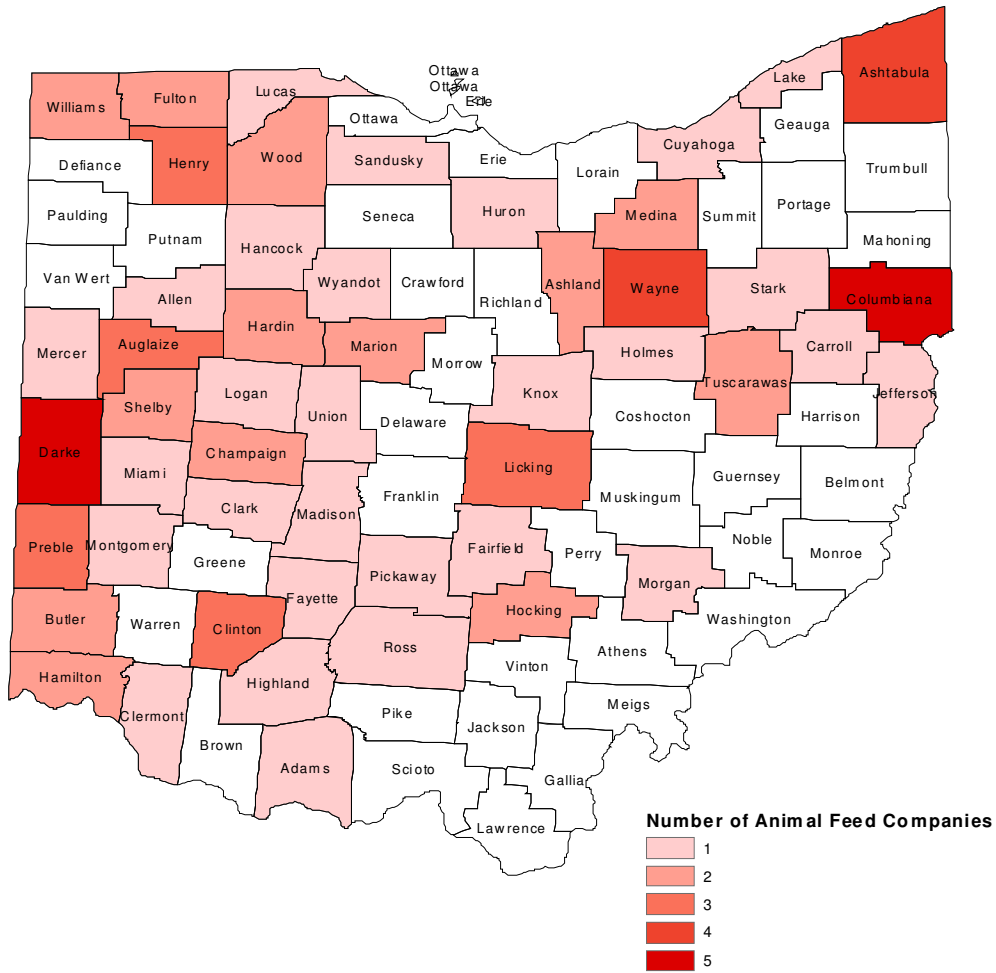 Ashtabula
Lake
Ottawa
Ottawa
Erie
Lucas
Fulton
Williams
Ottawa
Geauga
Cuyahoga
Wood
Sandusky
Erie
Henry
Defiance
Trumbull
Lorain
Portage
Huron
Medina
Summit
Seneca
Paulding
Putnam
Mahoning
Hancock
Van Wert
Wyandot
Crawford
Ashland
Wayne
Stark
Columbiana
Allen
Richland
Hardin
Auglaize
Marion
Carroll
Mercer
Holmes
Morrow
Tuscarawas
Logan
Knox
Jefferson
Shelby
Union
Coshocton
Harrison
Delaware
Darke
Champaign
Licking
Miami
Guernsey
Belmont
Franklin
Muskingum
Clark
Madison
Noble
Preble
Montgomery
Fairfield
Perry
Monroe
Greene
Pickaway
Morgan
Fayette
Hocking
Butler
Warren
Clinton
Washington
Ross
Athens
Vinton
Hamilton
Highland
Meigs
Clermont
Pike
Jackson
Brown
Adams
Scioto
Gallia
Lawrence
Number of Animal Feed Companies
1
2
3
4
5